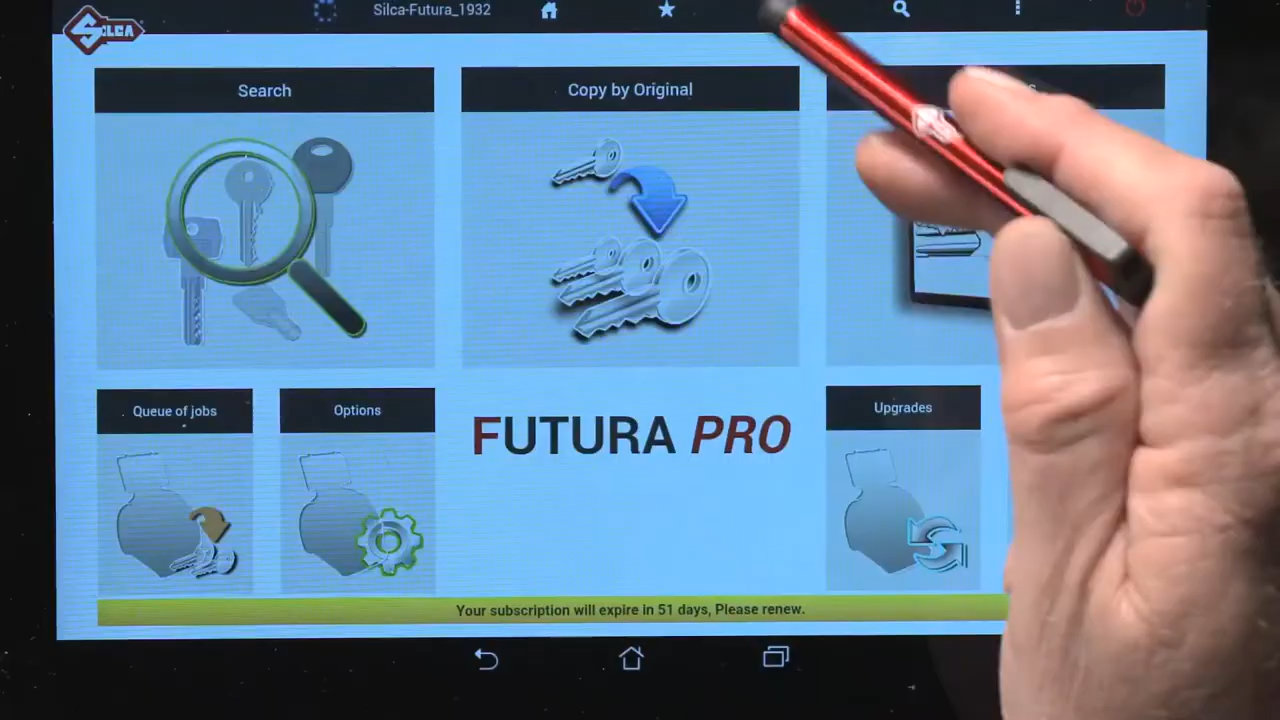 SILCA
Silca-Futura_1932
Search
Copy by Original
Queue of jobs
Options
FUTURA PRO
Upgrades
Your subscription will expire in 51 days, Please renew.